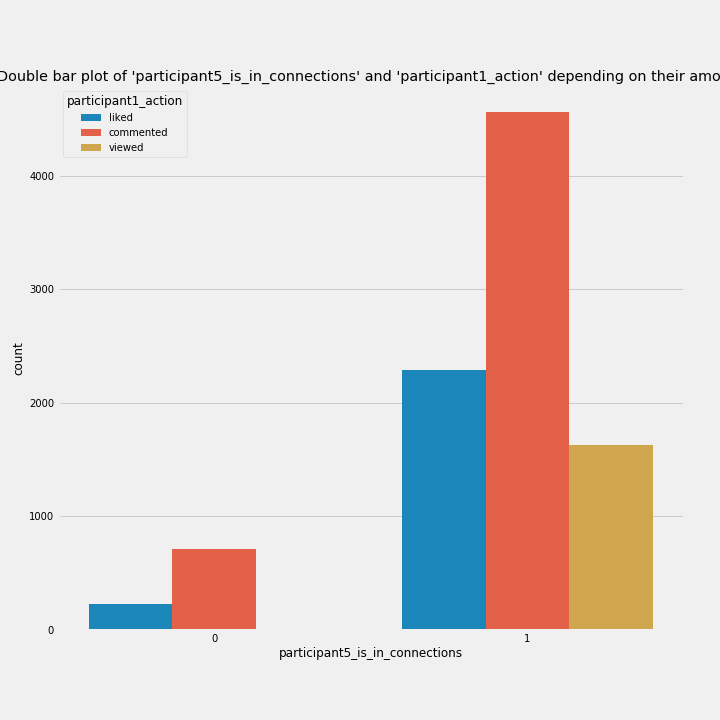 Double bar plot of 'participant5_is_in_connections' and 'participant1_action' depending on their amo
participant1_action
liked
commented
viewed
4000
3000
2000
1000
0
count
0 1
participant5_is_in_connections